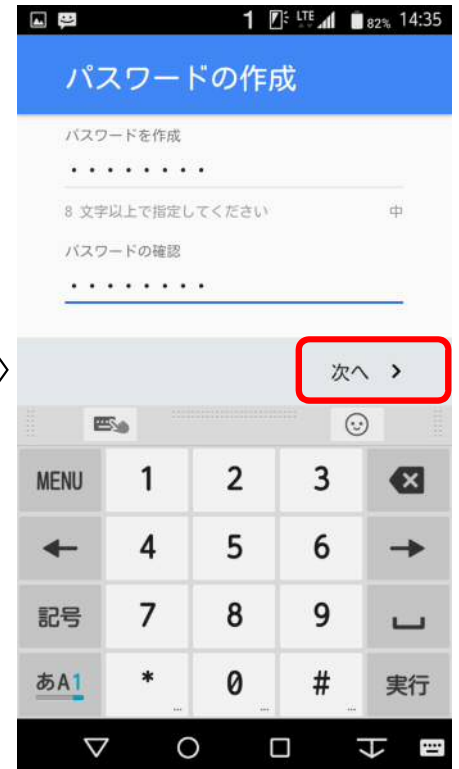 1 LTE 82% 14:35
パスワードの作成
パスワードを作成
・・・・・・・・
8 文字以上で指定してください 中
パスワードの確認
・・・・・・・・
次へ >
MENU 1 2 3
4 5 6
記号 7 8 9
あA1 * 0 # 実行